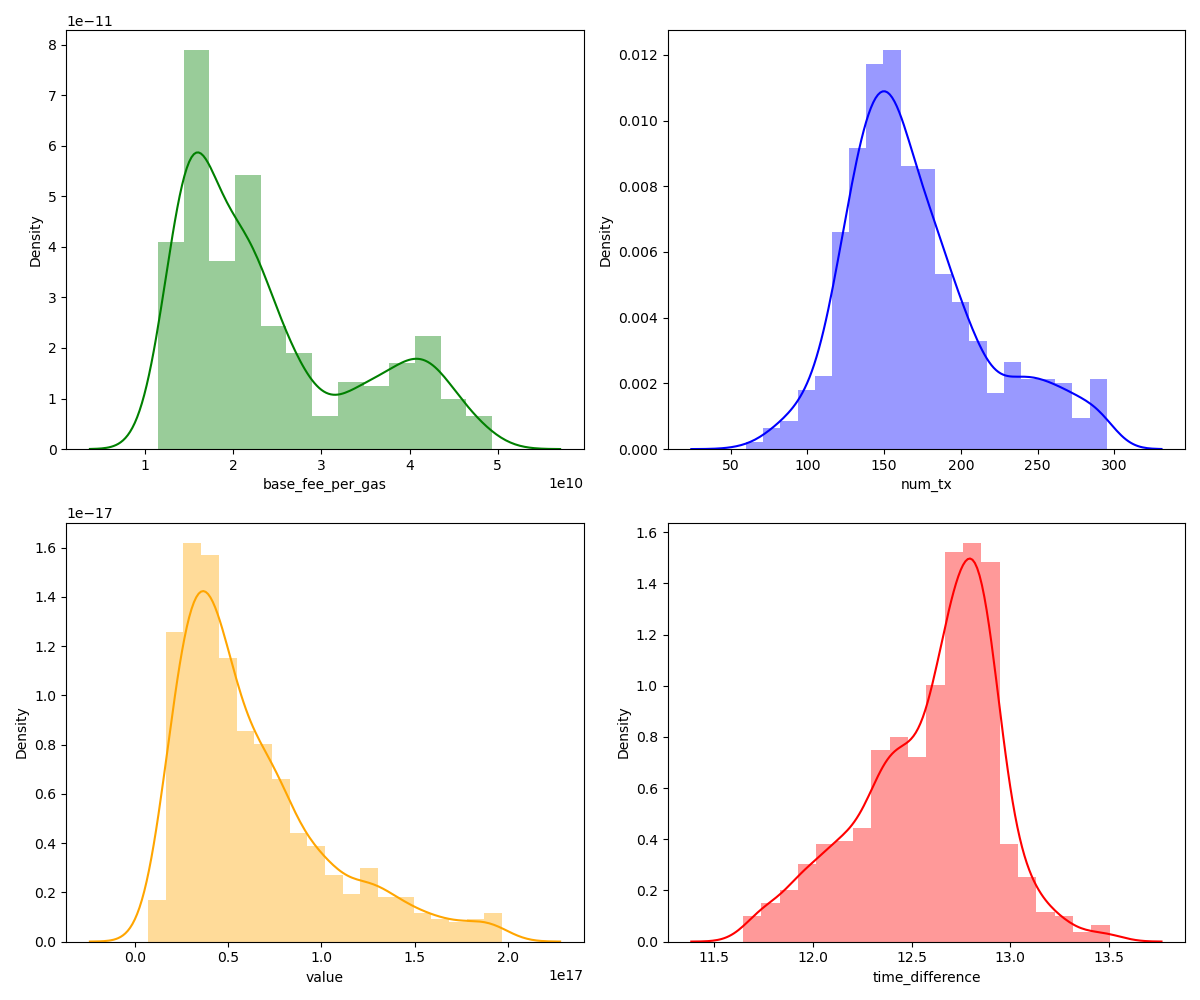 1e−11
8
7
6
5
4
3
2
1
0
Density
1 2 3 4 5
base_fee_per_gas
1e10
0.012
0.010
0.008
0.006
0.004
0.002
0.000
Density
50 100 150 200 250 300
num_tx
1e−17
1.6
1.4
1.2
1.0
0.8
0.6
0.4
0.2
0.0
Density
0.0 0.5 1.0 1.5 2.0
value
1e17
1.6
1.4
1.2
1.0
0.8
0.6
0.4
0.2
0.0
Density
11.5 12.0 12.5 13.0 13.5
time_difference